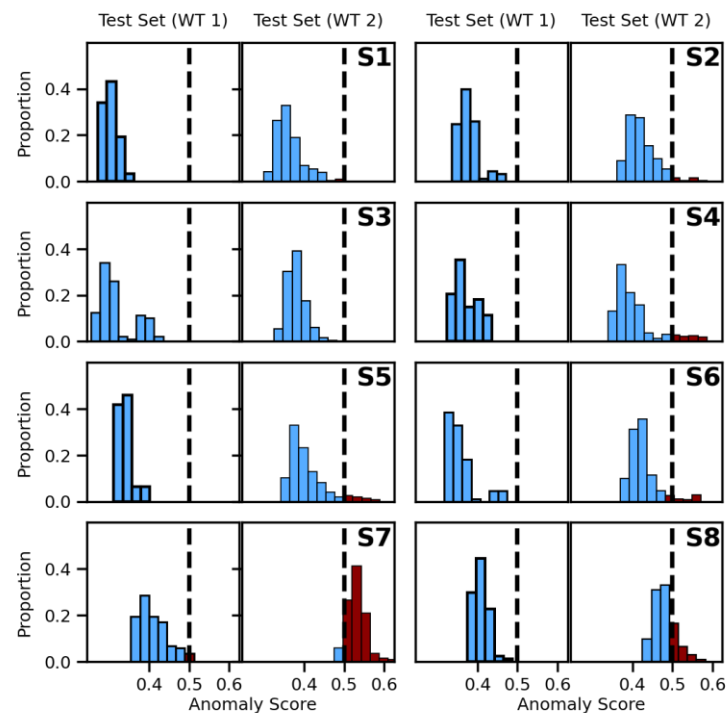 Test Set (WT 1) Test Set (WT 2) Test Set (WT 1) Test Set (WT 2)
S1 S2
Proportion 0.4 0.2 0.0
S3 S4
Proportion 0.4 0.2 0.0
S5 S6
Proportion 0.4 0.2 0.0
S7 S8
Proportion 0.4 0.2 0.0
0.4 0.5 0.6 0.4 0.5 0.6 0.4 0.5 0.6 0.4 0.5 0.6
Anomaly Score Anomaly Score